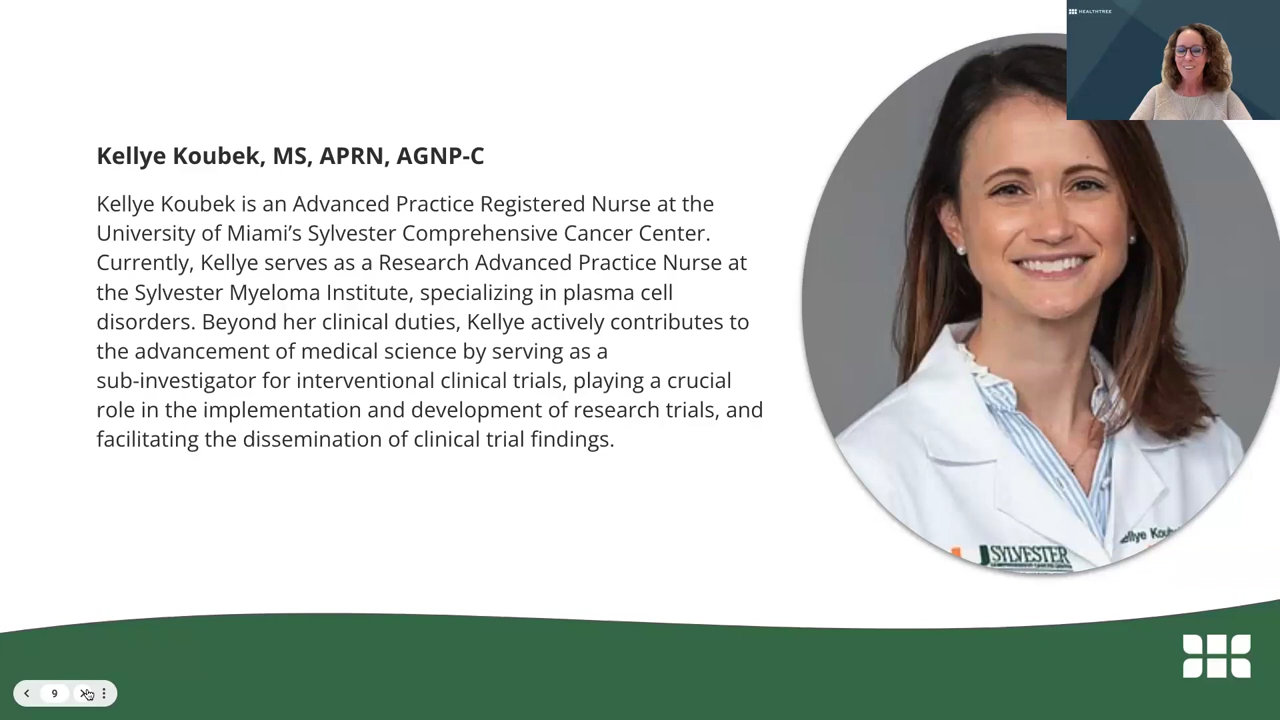 HEALTHTREE
Kellye Koubek, MS, APRN, AGNP-C
Kellye Koubek is an Advanced Practice Registered Nurse at the
University of Miami’s Sylvester Comprehensive Cancer Center.
Currently, Kellye serves as a Research Advanced Practice Nurse at
the Sylvester Myeloma Institute, specializing in plasma cell
disorders. Beyond her clinical duties, Kellye actively contributes to
the advancement of medical science by serving as a
sub-investigator for interventional clinical trials, playing a crucial
role in the implementation and development of research trials, and
facilitating the dissemination of clinical trial findings.
SYLVESTER
9